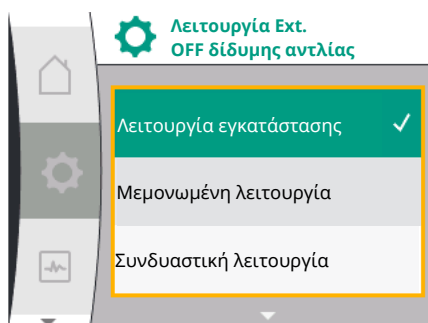 Λειτουργία Ext.
OFF δίδυμης αντλίας
Λειτουργία εγκατάστασης
Μεμονωμένη λειτουργία
Συνδυαστική λειτουργία